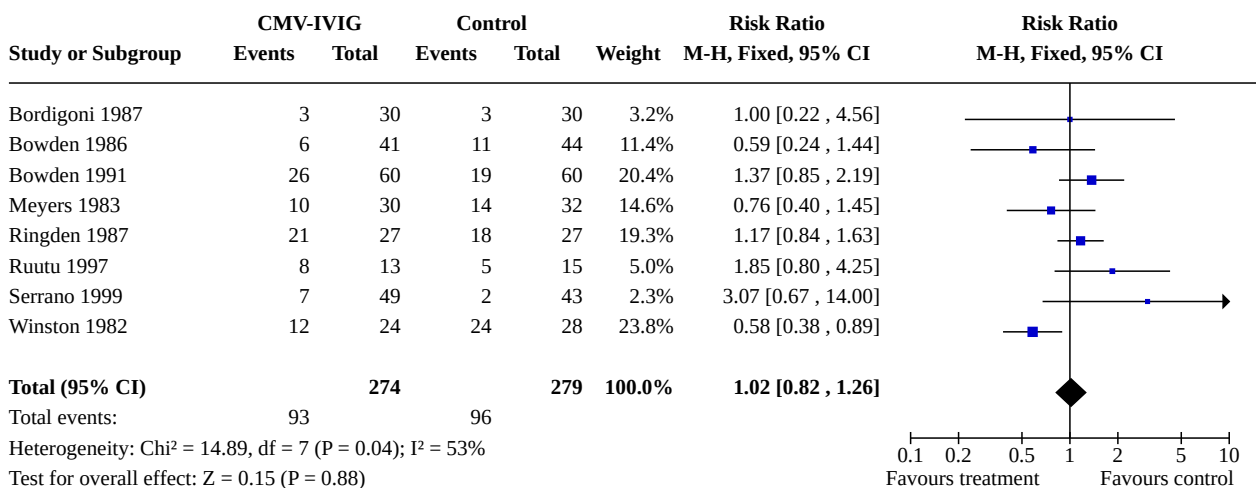 CMV-IVIG Control Risk Ratio Risk Ratio
Study or Subgroup Events Total Events Total Weight M-H, Fixed, 95% CI M-H, Fixed, 95% CI
Bordigoni 1987 3 30 3 30 3.2% 1.00 [0.22 , 4.56]
Bowden 1986 6 41 11 44 11.4% 0.59 [0.24 , 1.44]
Bowden 1991 26 60 19 60 20.4% 1.37 [0.85 , 2.19]
Meyers 1983 10 30 14 32 14.6% 0.76 [0.40 , 1.45]
Ringden 1987 21 27 18 27 19.3% 1.17 [0.84 , 1.63]
Ruutu 1997 8 13 5 15 5.0% 1.85 [0.80 , 4.25]
Serrano 1999 7 49 2 43 2.3% 3.07 [0.67 , 14.00]
Winston 1982 12 24 24 28 23.8% 0.58 [0.38 , 0.89]
Total (95% CI) 274 279 100.0% 1.02 [0.82 , 1.26]
Total events: 93 96
Heterogeneity: Chi² = 14.89, df = 7 (P = 0.04); I² = 53%
0.1 0.2 0.5 1 2 5 10
Test for overall effect: Z = 0.15 (P = 0.88) Favours treatment Favours control